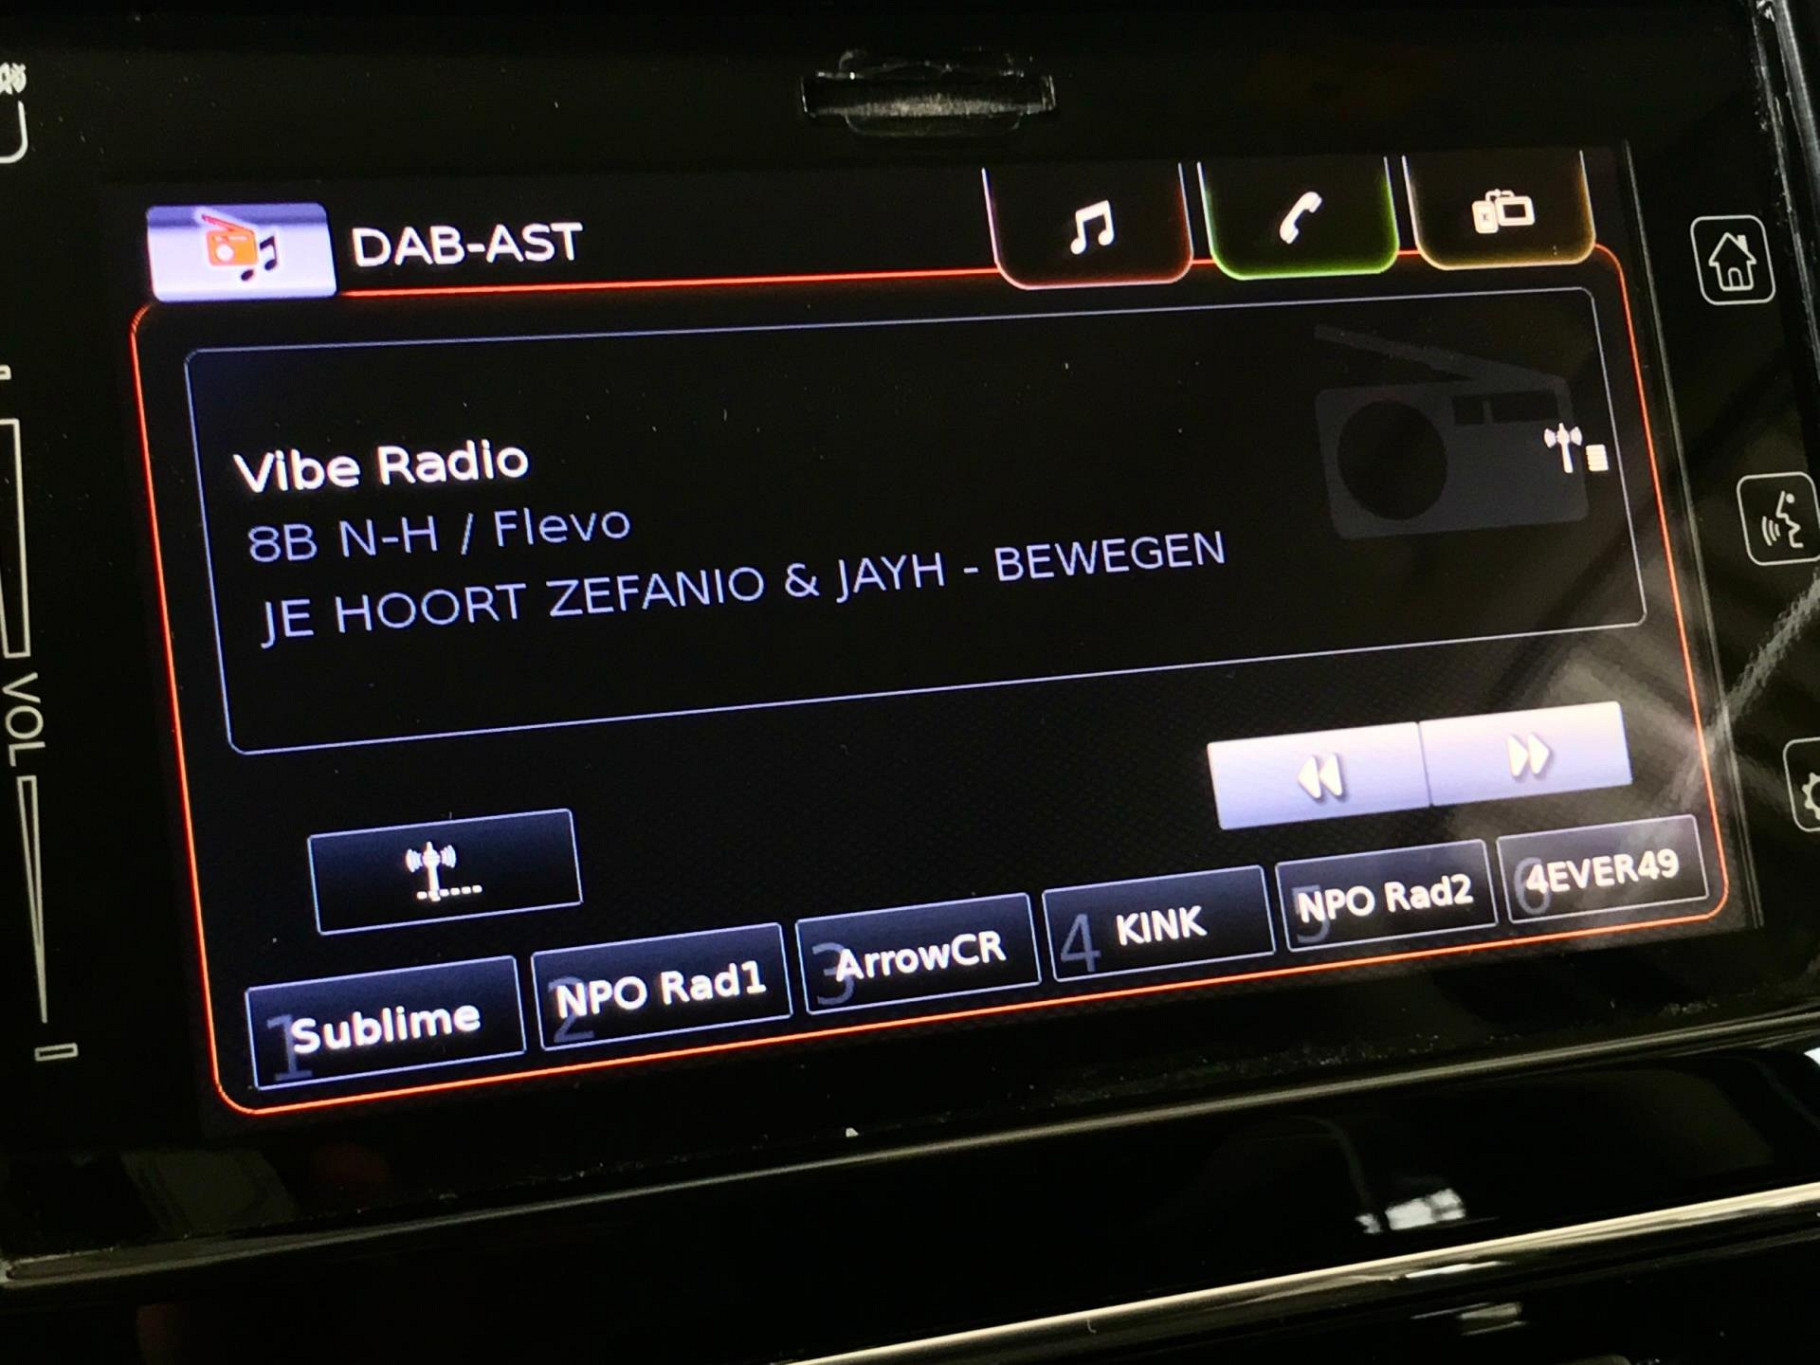 DAB-AST
Vibe Radio
8B N-H / Flevo
JE HOORT ZEFANIO & JAYH - BEWEGEN
VOL
1 Sublime
2 NPO Rad1
3 ArrowCR
4 KINK
5 NPO Rad2
6 4EVER49